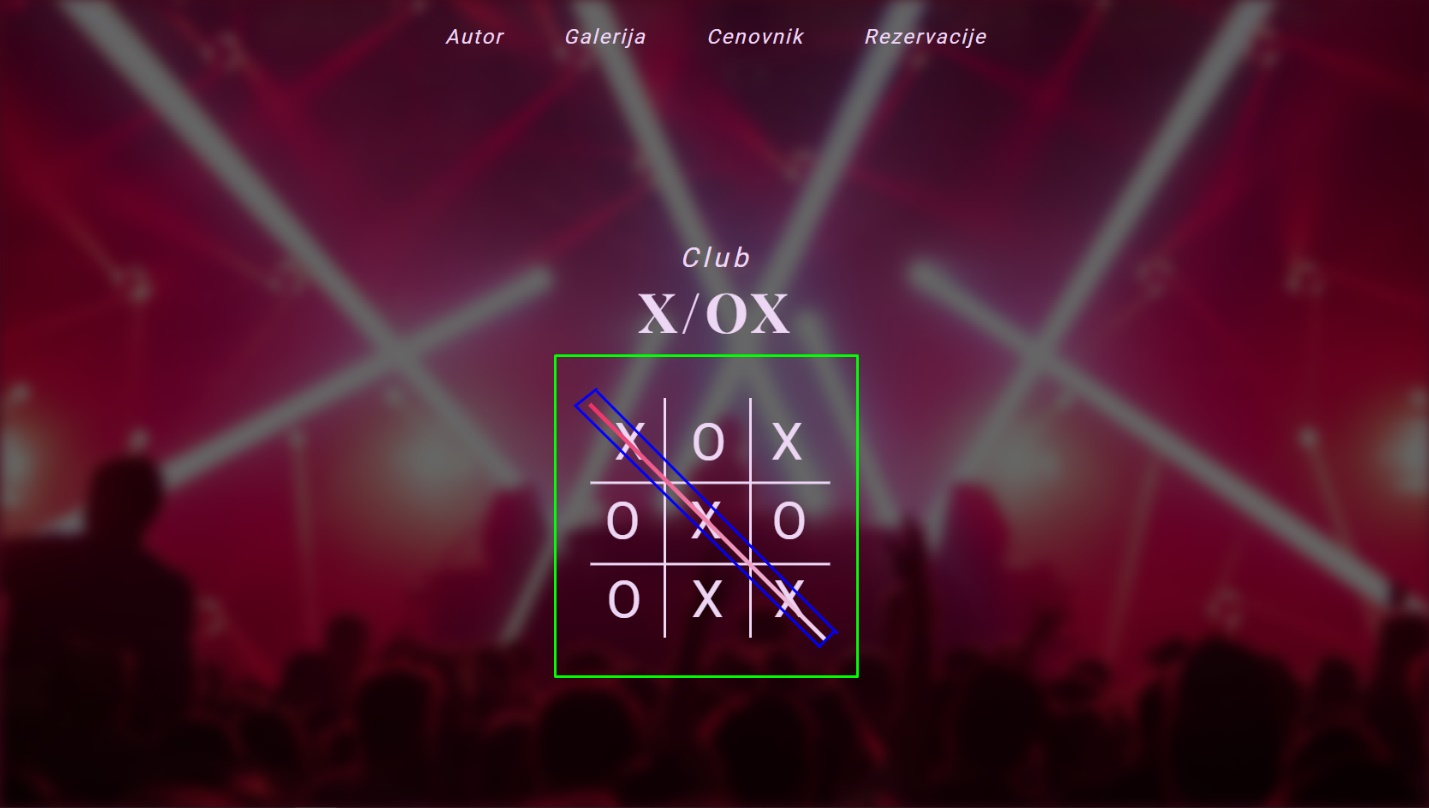 Autor Galerija Cenovnik Rezervacije
Club
X/OX
X O X
O X O
O X X